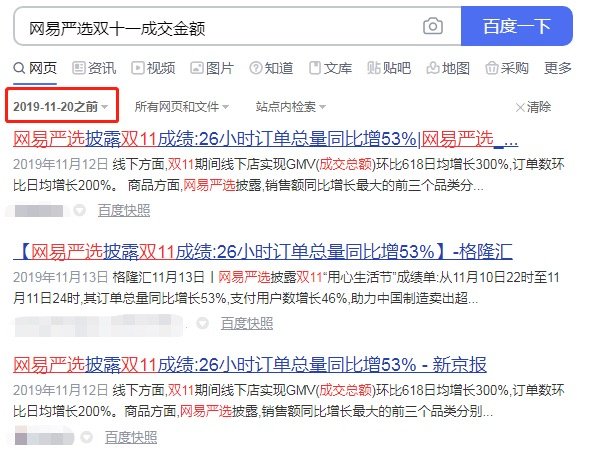 网易严选双十一成交金额
百度一下
网页 资讯 视频 图片 知道 文库 贴吧 地图 采购 更多
2019-11-20之前 所有网页和文件 站点内检索 清除
网易严选披露双11成绩:26小时订单总量同比增53%|网易严选_...
2019年11月12日 线下方面,双11期间线下店实现GMV(成交总额)环比618日均增长300%,订单数环
比日均增长200%。 商品方面,网易严选披露,销售额同比增长最大的前三个品类分...
百度快照
【网易严选披露双11成绩:26小时订单总量同比增53%】-格隆汇
2019年11月13日 格隆汇11月13日丨网易严选披露双11“用心生活节”成绩单:从11月10日22时至11
月11日24时,其订单总量同比增长53%,支付用户数增长46%,助力中国制造卖出超...
百度快照
网易严选披露双11成绩:26小时订单总量同比增53% - 新京报
2019年11月12日 线下方面,双11期间线下店实现GMV(成交总额)环比618日均增长300%,订单数环
比日均增长200%。商品方面,网易严选披露,销售额同比增长最大的前三个品类分别...
百度快照